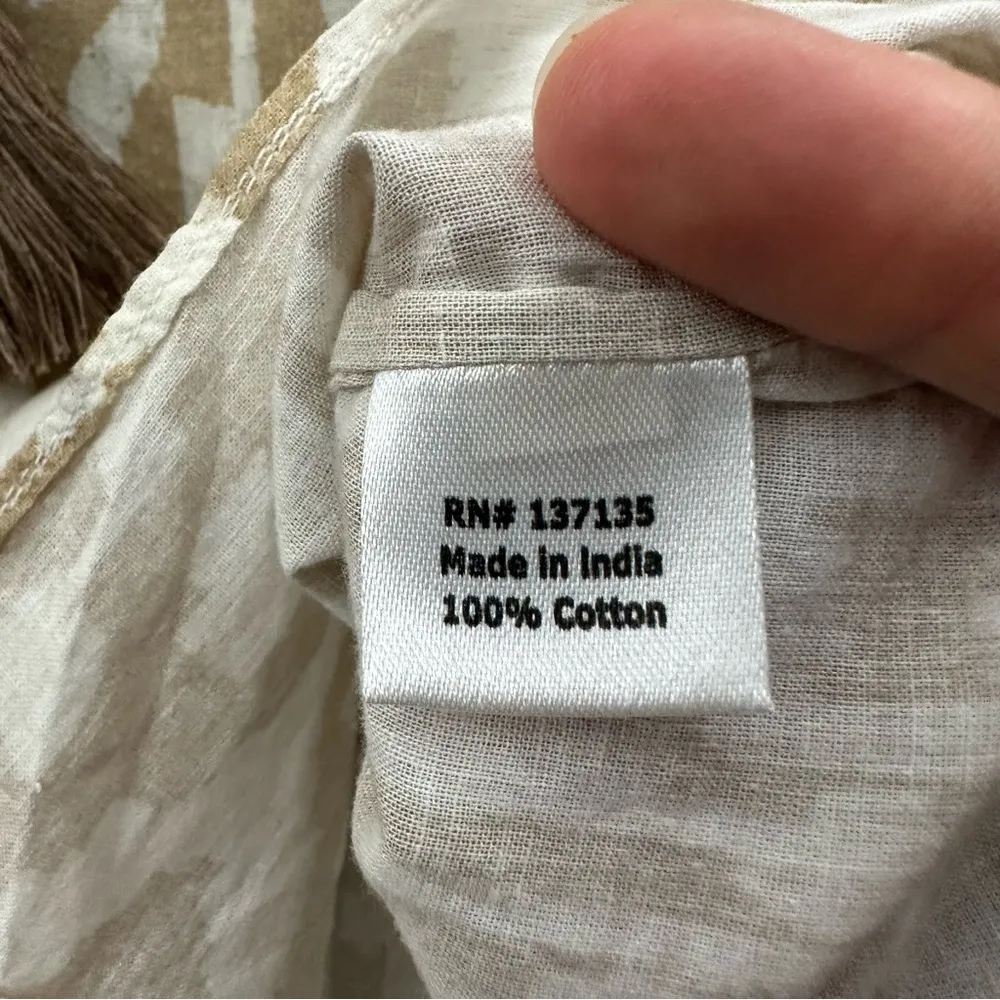 RN# 137135
Made in India
100% Cotton